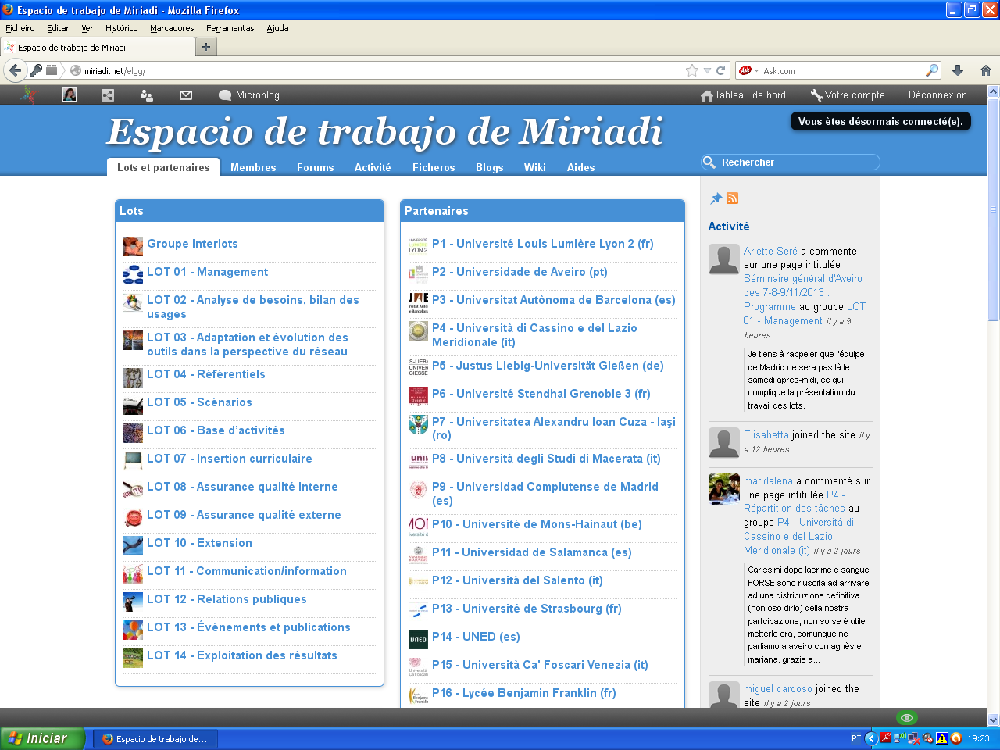 Espacio de trabajo de Miriadi - Mozilla Firefox
Ficheiro Editar Ver Histórico Marcadores Ferramentas Ajuda
Espacio de trabajo de Miriadi
miriadi.net/elgg/
Ask Ask.com
Microblog
Tableau de bord Votre compte Déconnexion
Espacio de trabajo de Miriadi
Vous êtes désormais connecté(e).
Lots et partenaires Membres Forums Activité Ficheros Blogs Wiki Aides
Rechercher
Lots
Groupe Interlots
LOT 01 - Management
LOT 02 - Analyse de besoins, bilan des
usages
LOT 03 - Adaptation et évolution des
outils dans la perspective du réseau
LOT 04 - Référentiels
LOT 05 - Scénarios
LOT 06 - Base d'activités
LOT 07 - Insertion curriculaire
LOT 08 - Assurance qualité interne
LOT 09 - Assurance qualité externe
LOT 10 - Extension
LOT 11 - Communication/information
LOT 12 - Relations publiques
LOT 13 - Événements et publications
LOT 14 - Exploitation des résultats
Partenaires
P1 - Université Louis Lumière Lyon 2 (fr)
P2 - Universidade de Aveiro (pt)
P3 - Universitat Autònoma de Barcelona (es)
P4 - Università di Cassino e del Lazio
Meridionale (it)
P5 - Justus Liebig-Universität Gießen (de)
P6 - Université Stendhal Grenoble 3 (fr)
P7 - Universitatea Alexandru Ioan Cuza - Iaşi
(ro)
P8 - Università degli Studi di Macerata (it)
P9 - Universidad Complutense de Madrid
(es)
P10 - Université de Mons-Hainaut (be)
P11 - Universidad de Salamanca (es)
P12 - Università del Salento (it)
P13 - Université de Strasbourg (fr)
UNED
P14 - UNED (es)
P15 - Università Ca' Foscari Venezia (it)
P16 - Lycée Benjamin Franklin (fr)
Activité
Arlette Séré a commenté
sur une page intitulée
Séminaire général d'Aveiro
des 7-8-9/11/2013 :
Programme au groupe LOT
01 - Management il y a 9
heures
Je tiens à rappeler que l'équipe
de Madrid ne sera pas là le
samedi après-midi, ce qui
complique la présentation du
travail des lots.
Elisabetta joined the site il y
a 12 heures
maddalena a commenté sur
une page intitulée P4 -
Répartition des tâches au
groupe P4 - Università di
Cassino e del Lazio
Meridionale (it) Il y a 2 jours
Carissimi dopo lacrime e sangue
FORSE sono riuscita ad arrivare
ad una distribuzione definitiva
(non oso dirlo) della nostra
partcipazione, non so se è utile
metterlo ora, comunque ne
parliamo a aveiro con agnès e
mariana. grazie a...
miguel cardoso joined the
site Il y a 2 jours
Iniciar
Espacio de trabajo de...
PT
19:23